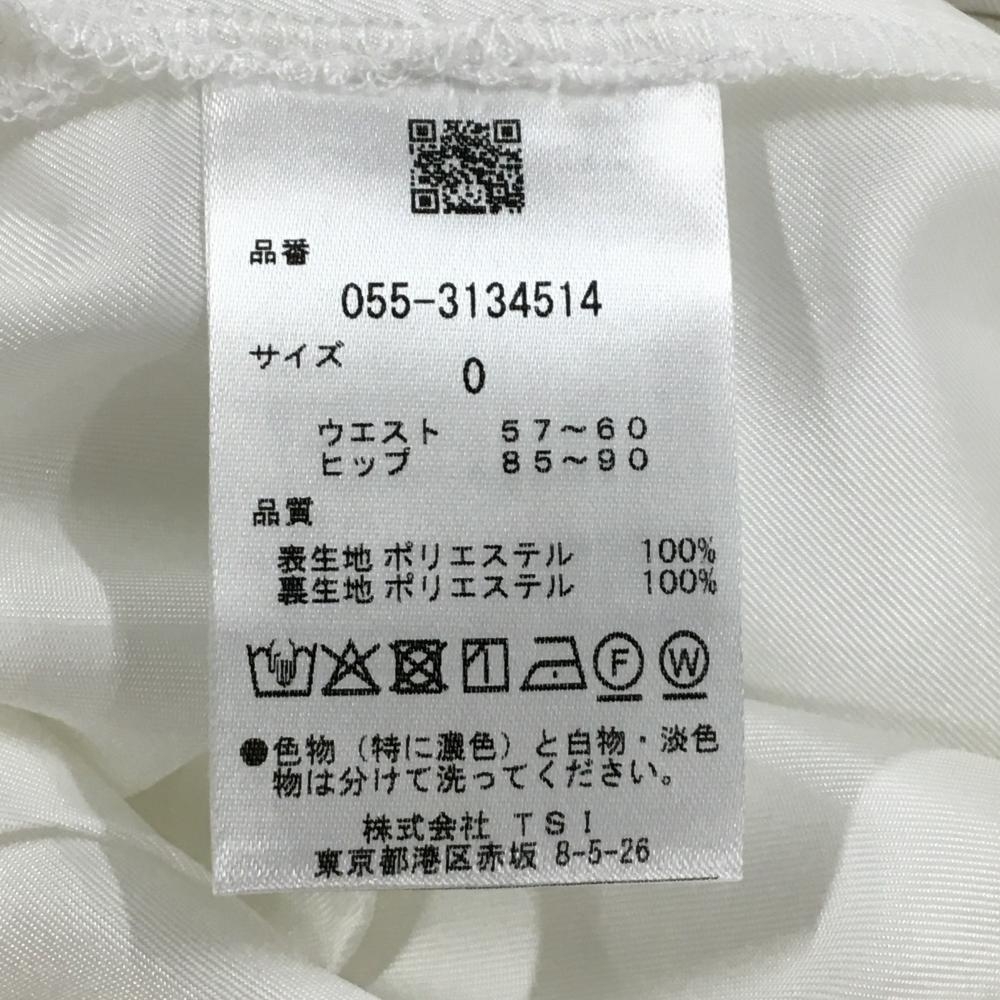 品番
055-3134514
サイズ
0
ウエスト 57～60
ヒップ 85～90
品質
表生地 ポリエステル 100%
裏生地 ポリエステル 100%
F W
●色物（特に濃色）と白物・淡色
物は分けて洗ってください。
株式会社 TSI
東京都港区赤坂 8-5-26